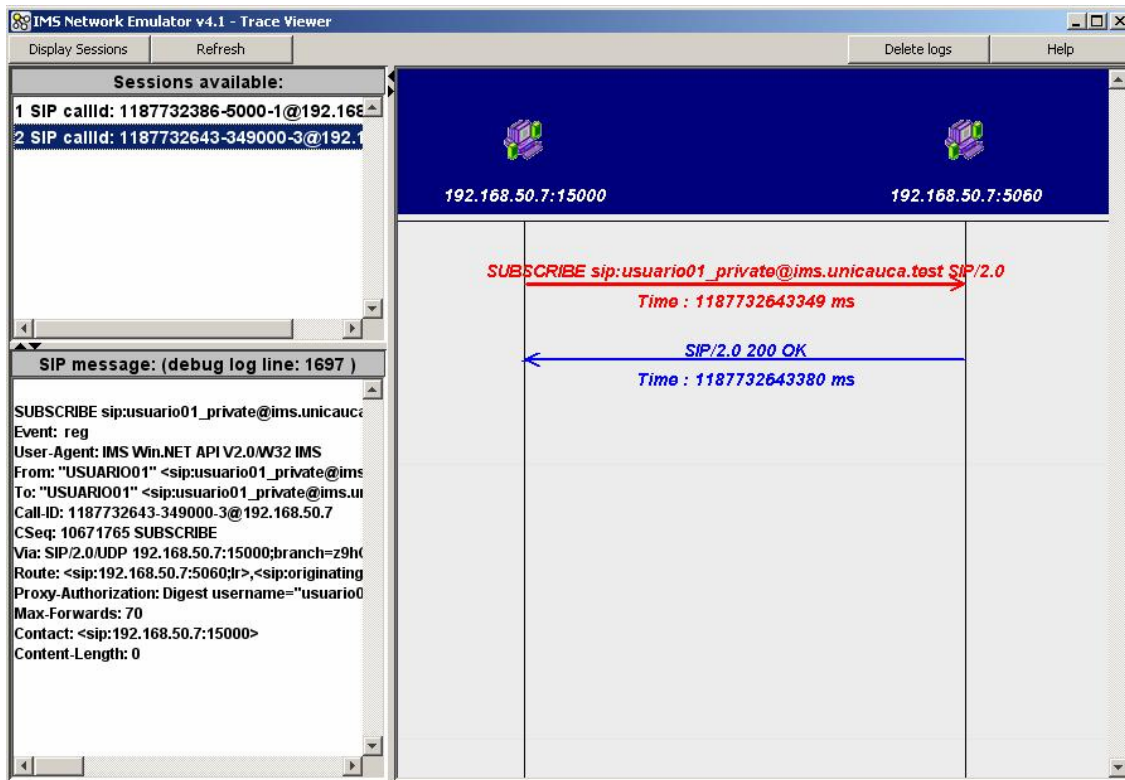 IMS Network Emulator v4.1 - Trace Viewer
Display Sessions
Refresh
Delete logs
Help
Sessions available:
1 SIP callId: 1187732386-5000-1@192.168
2 SIP callId: 1187732643-349000-3@192.1
SIP message: (debug log line: 1697 )
SUBSCRIBE sip:usuario01_private@ims.unicauca
Event: reg
User-Agent: IMS Win.NET API V2.0/W32 IMS
From: "USUARIO01" <sip:usuario01_private@ims
To: "USUARIO01" <sip:usuario01_private@ims.u
Call-ID: 1187732643-349000-3@192.168.50.7
CSeq: 10671765 SUBSCRIBE
Via: SIP/2.0/UDP 192.168.50.7:15000;branch=z9h
Route: <sip:192.168.50.7:5060;lr>,<sip:originating
Proxy-Authorization: Digest username="usuario0
Max-Forwards: 70
Contact: <sip:192.168.50.7:15000>
Content-Length: 0
192.168.50.7:15000
192.168.50.7:5060
SUBSCRIBE sip:usuario01_private@ims.unicauca.test SIP/2.0
Time : 1187732643349 ms
SIP/2.0 200 OK
Time : 1187732643380 ms